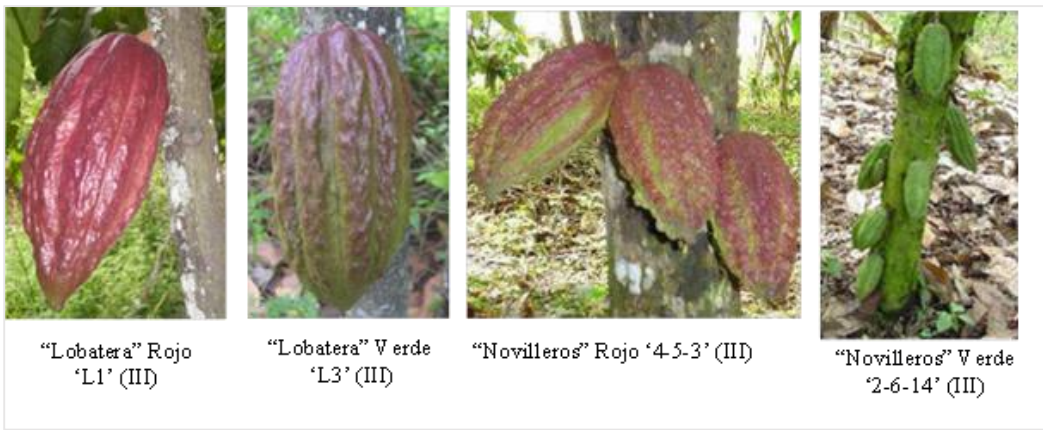 “Lobatera” Rojo
‘L1’ (III)
“Lobatera” Verde
‘L3’ (III)
“Novilleros” Rojo ‘4-5-3’ (III)
“Novilleros” Verde
‘2-6-14’ (III)